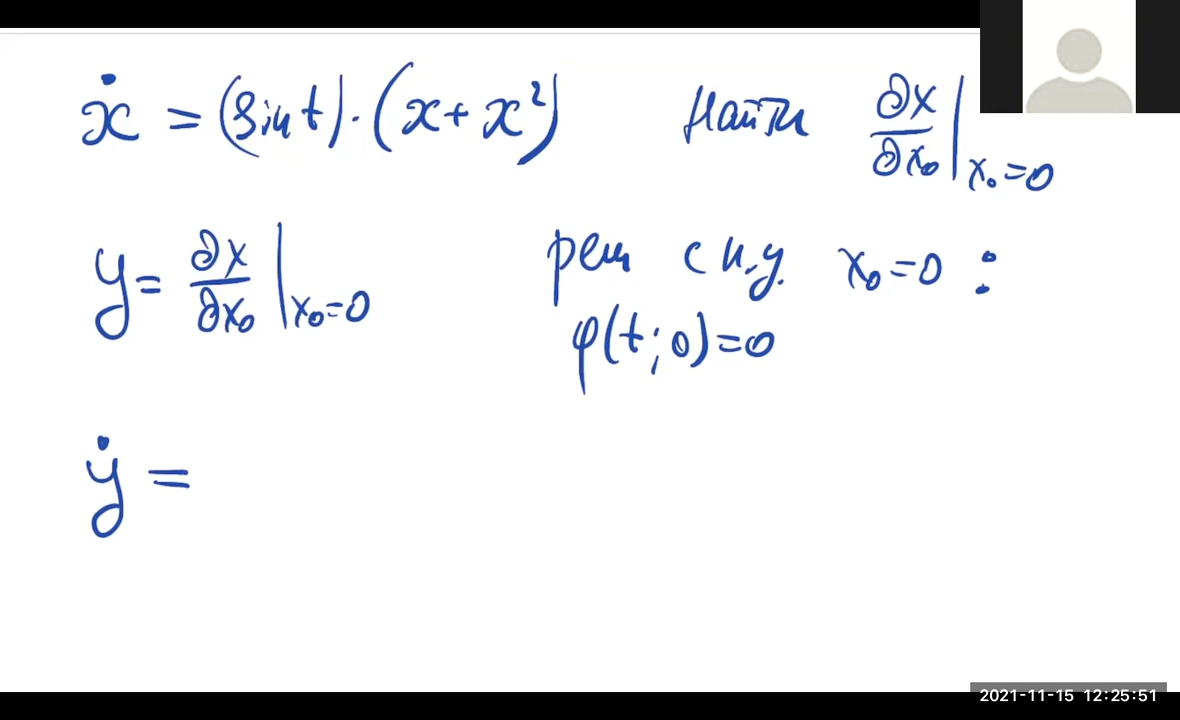 ẋ = (sin t)·(x + x²) Найти ∂x/∂x₀|ₓ₀₌₀
y = ∂x/∂x₀|ₓ₀₌₀ реш с н.у. x₀ = 0 :
φ(t; 0) = 0
ẏ =
2021-11-15 12:25:51